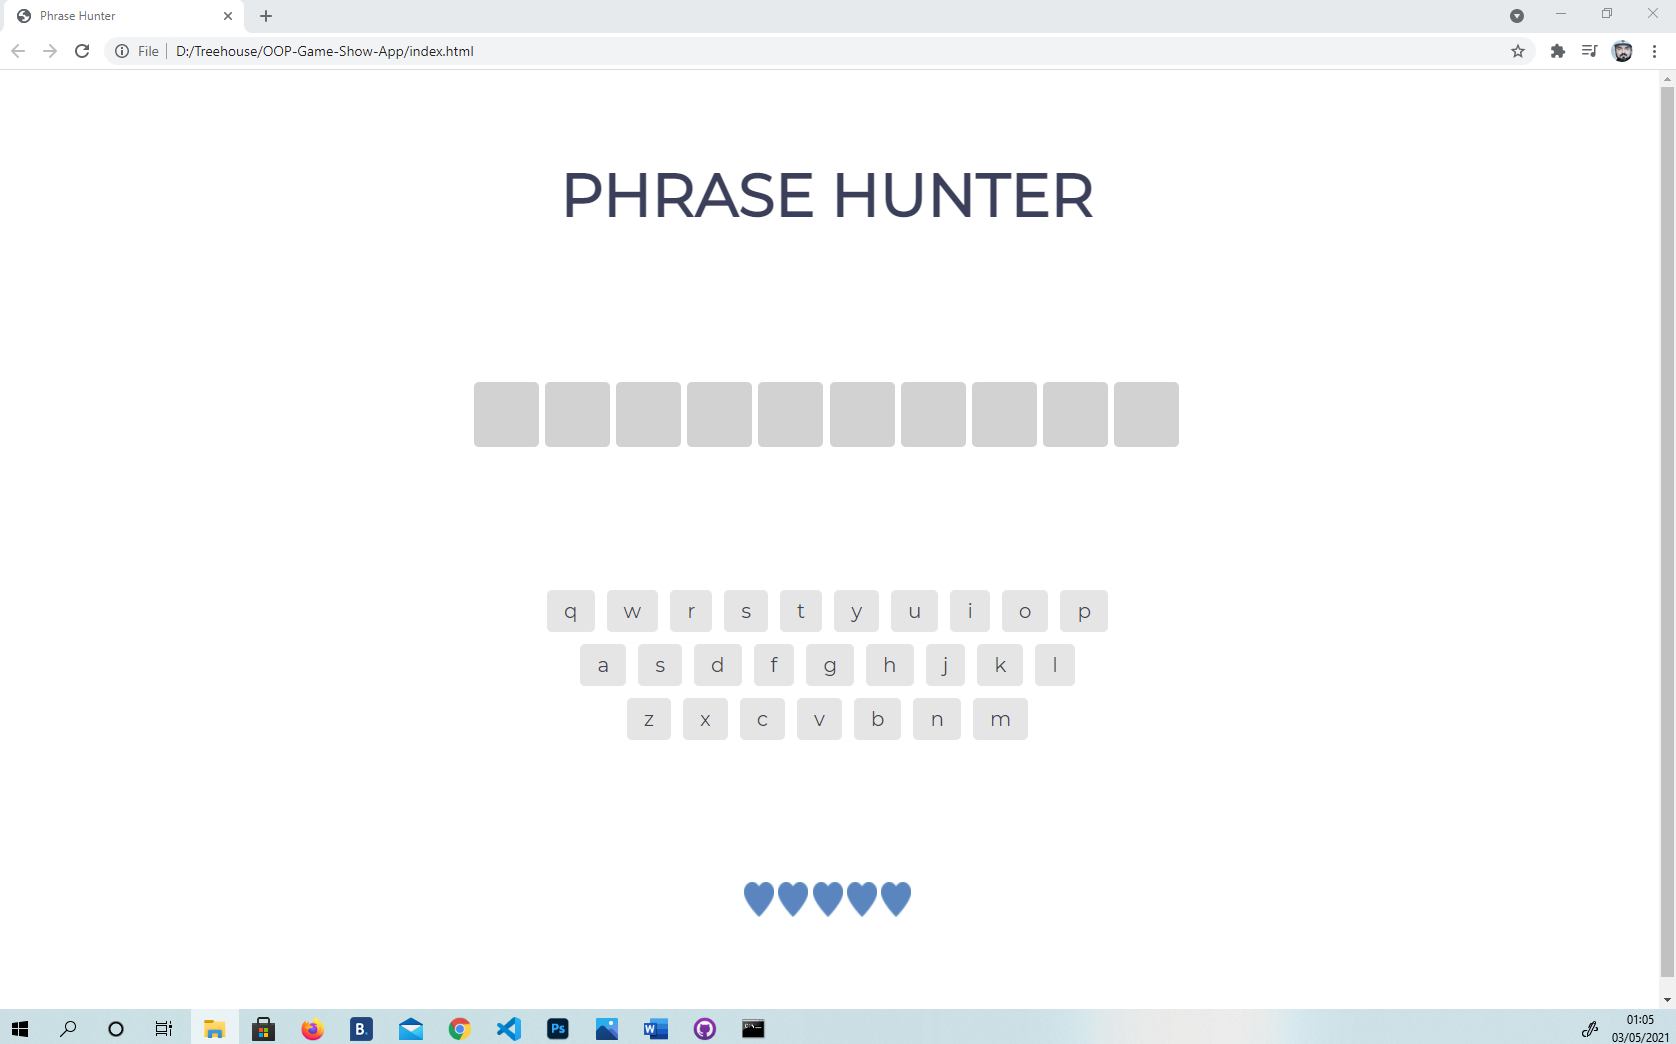 Phrase Hunter
File D:/Treehouse/OOP-Game-Show-App/index.html
PHRASE HUNTER
q w r s t y u i o p
a s d f g h j k l
z x c v b n m
B.
Ps
W
01:05
03/05/2021